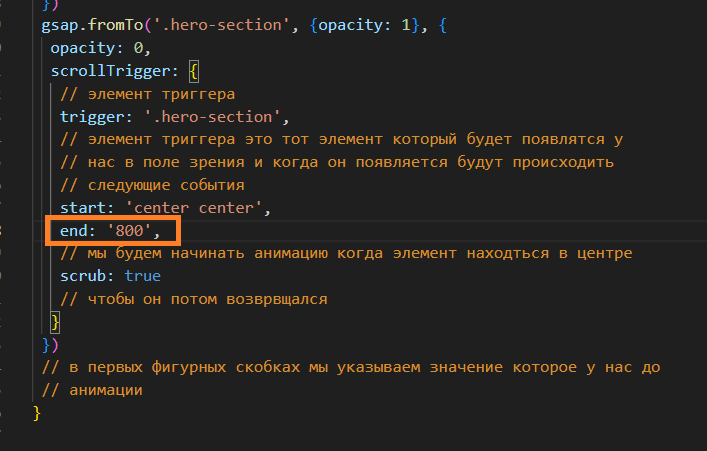 })
gsap.fromTo('.hero-section', {opacity: 1}, {
opacity: 0,
scrollTrigger: {
// элемент триггера
trigger: '.hero-section',
// элемент триггера это тот элемент который будет появлятся у
// нас в поле зрения и когда он появляется будут происходить
// следующие события
start: 'center center',
end: '800',
// мы будем начинать анимацию когда элемент находться в центре
scrub: true
// чтобы он потом возврвщался
}
})
// в первых фигурных скобках мы указываем значение которое у нас до
// анимации
}